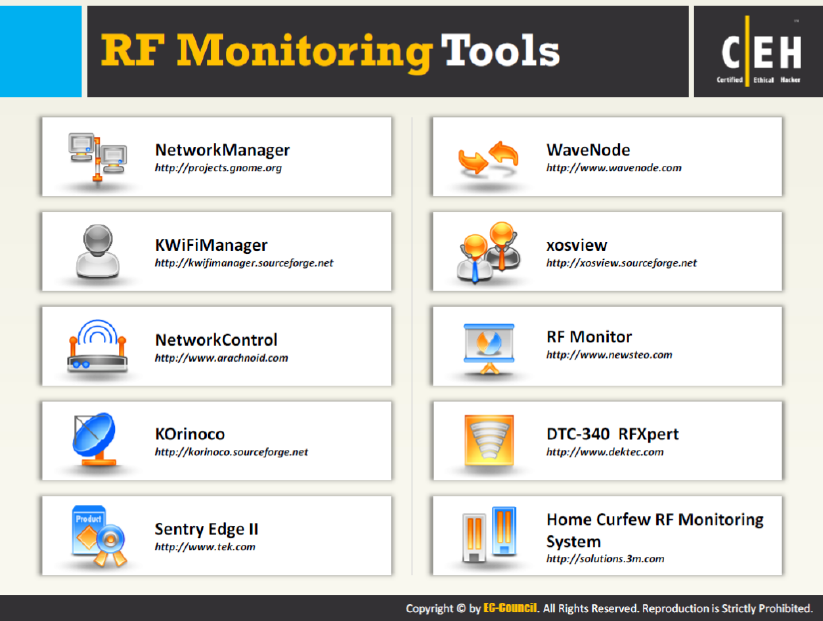 RF Monitoring Tools
CEH
Certified Ethical Hacker
NetworkManager
http://projects.gnome.org
KWiFiManager
http://kwifimanager.sourceforge.net
NetworkControl
http://www.arachnoid.com
KOrinoco
http://korinoco.sourceforge.net
Product
Sentry Edge II
http://www.tek.com
WaveNode
http://www.wavenode.com
xosview
http://xosview.sourceforge.net
RF Monitor
http://www.newsteo.com
DTC-340 RFXpert
http://www.dektec.com
Home Curfew RF Monitoring
System
http://solutions.3m.com
Copyright © by EC-Council. All Rights Reserved. Reproduction is Strictly Prohibited.